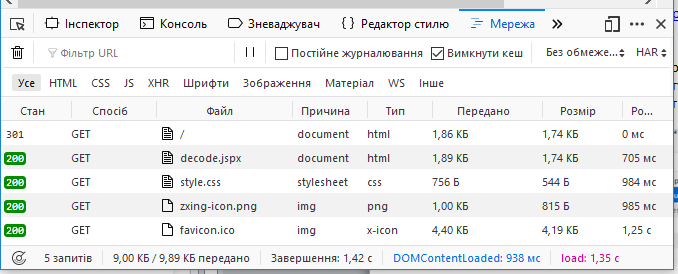 Інспектор Консоль Зневаджувач {} Редактор стилю Мережа
Фільтр URL Постійне журналювання Вимкнути кеш Без обмеже… HAR
Усе HTML CSS JS XHR Шрифти Зображення Матеріал WS Інше
Стан Спосіб Файл Причина Тип Передано Розмір Ро…
301 GET / document html 1,86 КБ 1,74 КБ 0 мс
200 GET decode.jspx document html 1,89 КБ 1,74 КБ 705 мс
200 GET style.css stylesheet css 756 Б 544 Б 984 мс
200 GET zxing-icon.png img png 1,00 КБ 815 Б 985 мс
200 GET favicon.ico img x-icon 4,40 КБ 4,19 КБ 1,25 с
5 запитів 9,00 КБ / 9,89 КБ передано Завершення: 1,42 с DOMContentLoaded: 938 мс load: 1,35 с